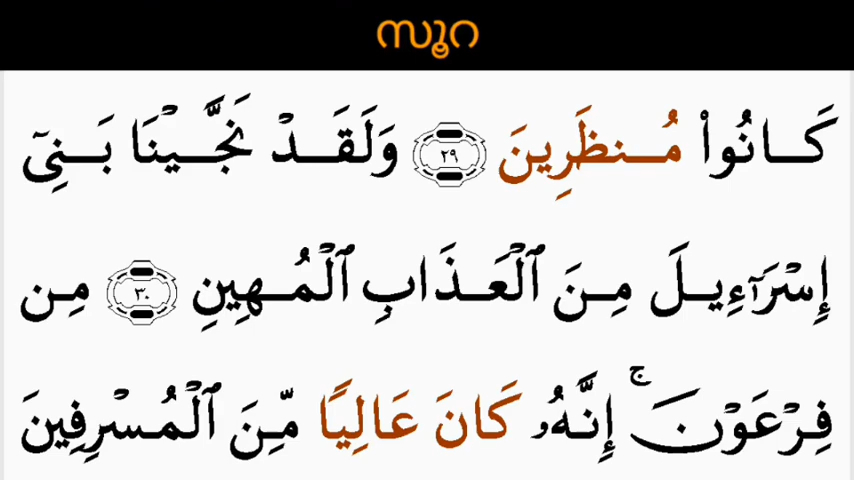 സൂറ
كَانُوا۟ مُنظَرِينَ ٢٩ وَلَقَدْ نَجَّيْنَا بَنِىٓ
إِسْرَٰٓءِيلَ مِنَ ٱلْعَذَابِ ٱلْمُهِينِ ٣٠ مِن
فِرْعَوْنَ ۚ إِنَّهُۥ كَانَ عَالِيًا مِّنَ ٱلْمُسْرِفِينَ